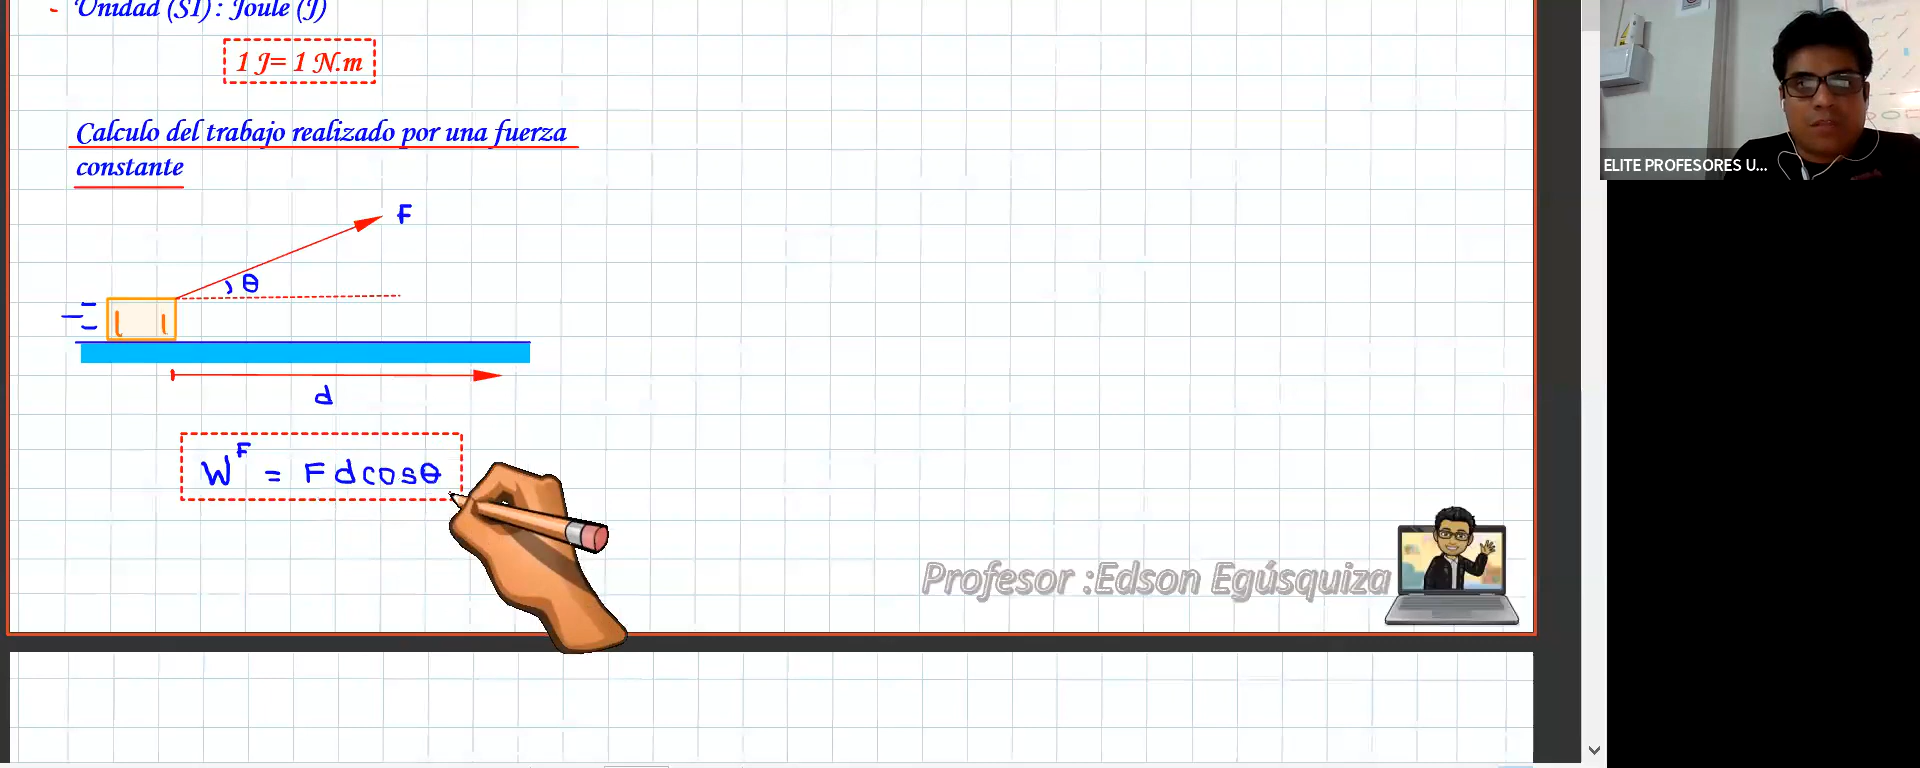 - Unidad (SI) : Joule (J)
1 J= 1 N.m
Calculo del trabajo realizado por una fuerza
constante
F
θ
d
W^F = F d cosθ
Profesor :Edson Egúsquiza
ELITE PROFESORES U...